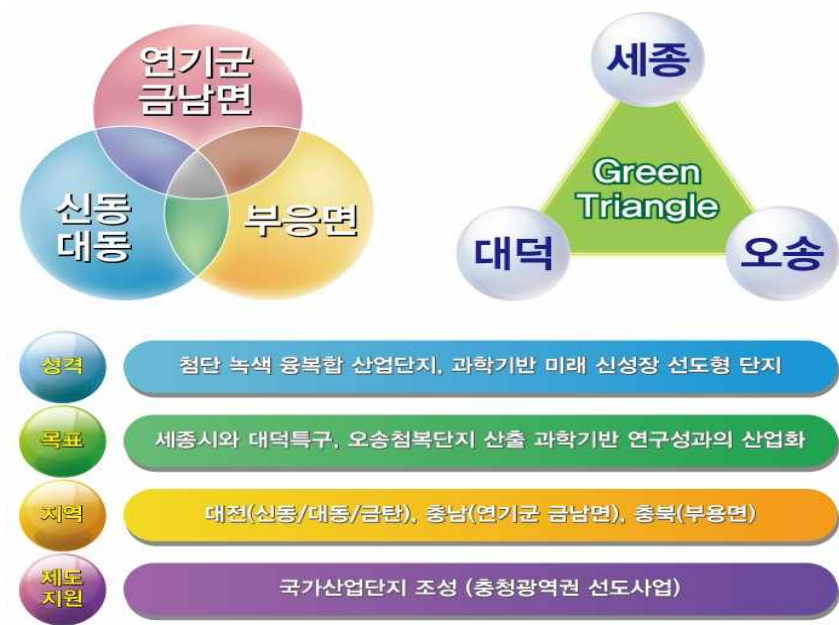 연기군
금남면
신동
대동
부응면
세종
Green
Triangle
대덕
오송
성격
첨단 녹색 융복합 산업단지, 과학기반 미래 신성장 선도형 단지
목표
세종시와 대덕특구, 오송첨복단지 산출 과학기반 연구성과의 산업화
지역
대전(신동/대동/금탄), 충남(연기군 금남면), 충북(부용면)
제도
지원
국가산업단지 조성 (충청광역권 선도사업)